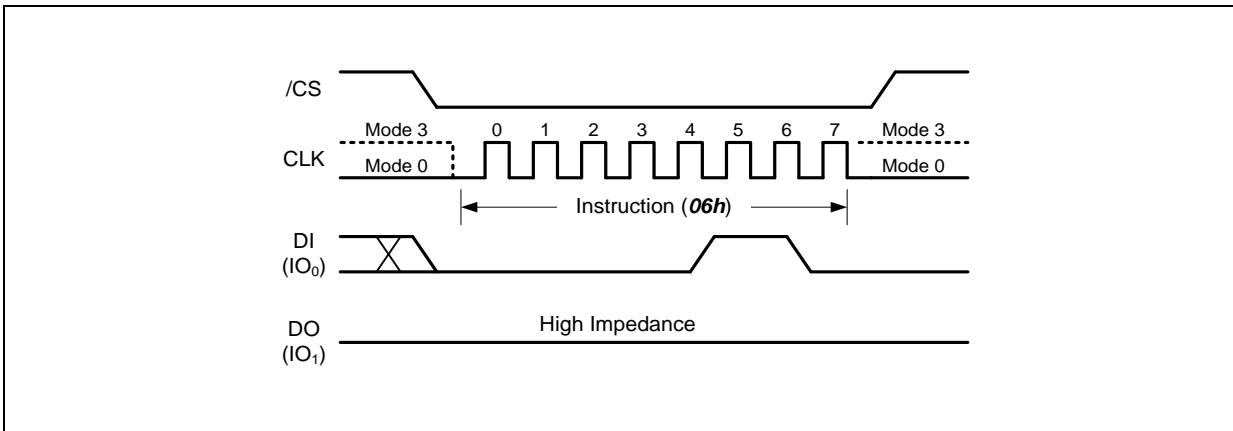 /CS
Mode 3 0 1 2 3 4 5 6 7 Mode 3
CLK
Mode 0 Mode 0
Instruction (06h)
DI
(IO₀)
High Impedance
DO
(IO₁)